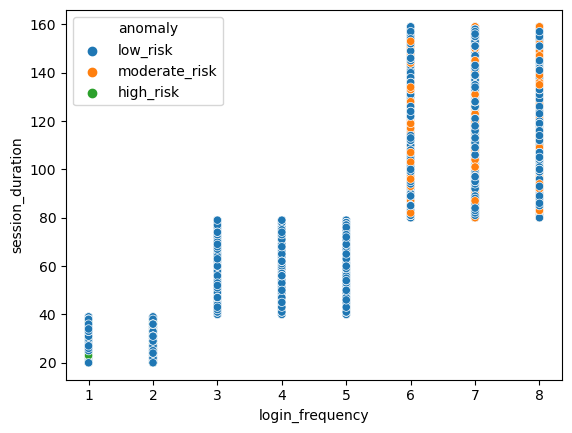 anomaly
low_risk
moderate_risk
high_risk
160
140
120
100
80
60
40
20
session_duration
1 2 3 4 5 6 7 8
login_frequency